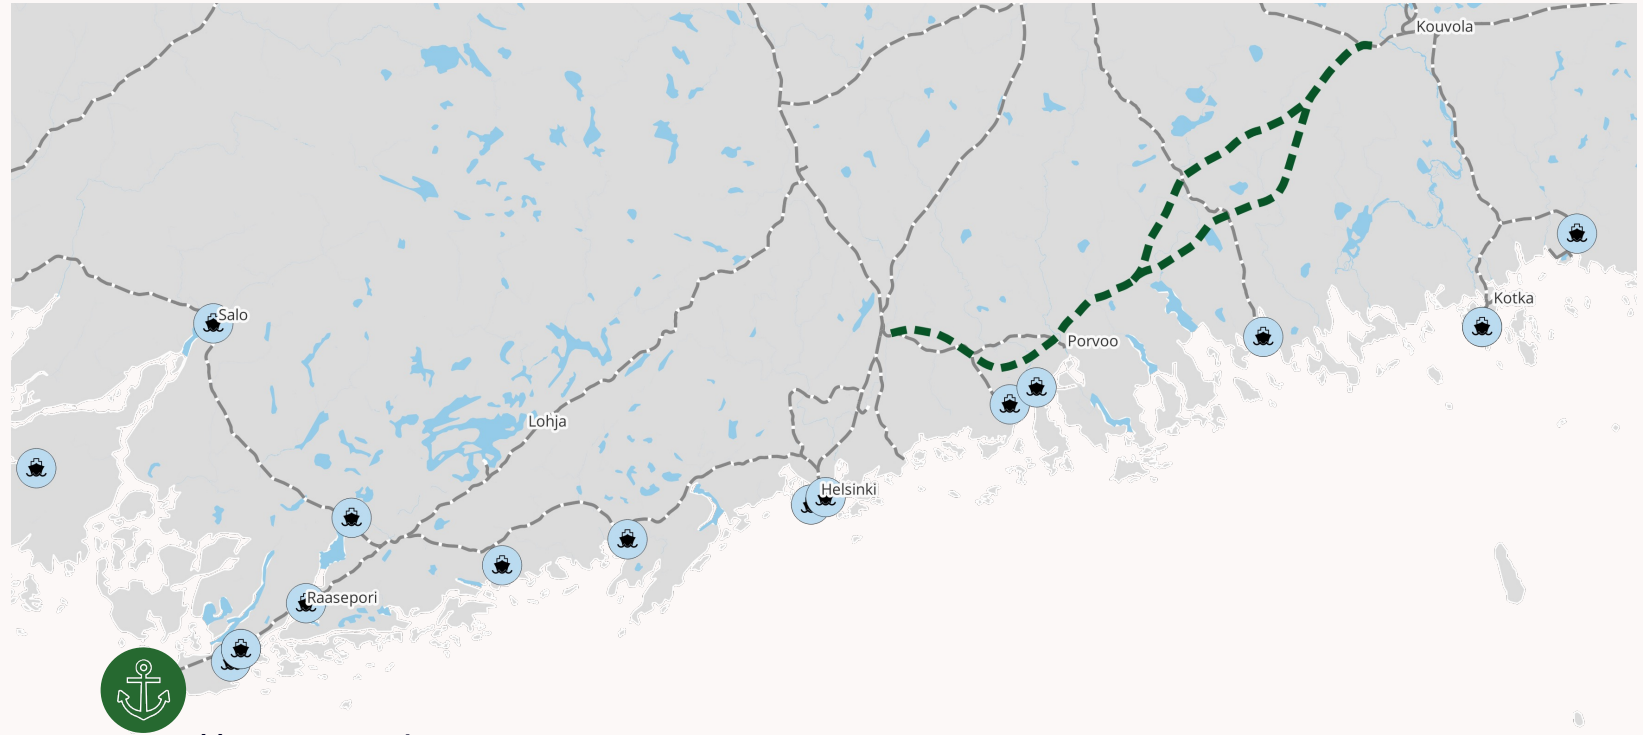 Kouvola
Kotka
Salo
Porvoo
Lohja
Helsinki
Raasepori